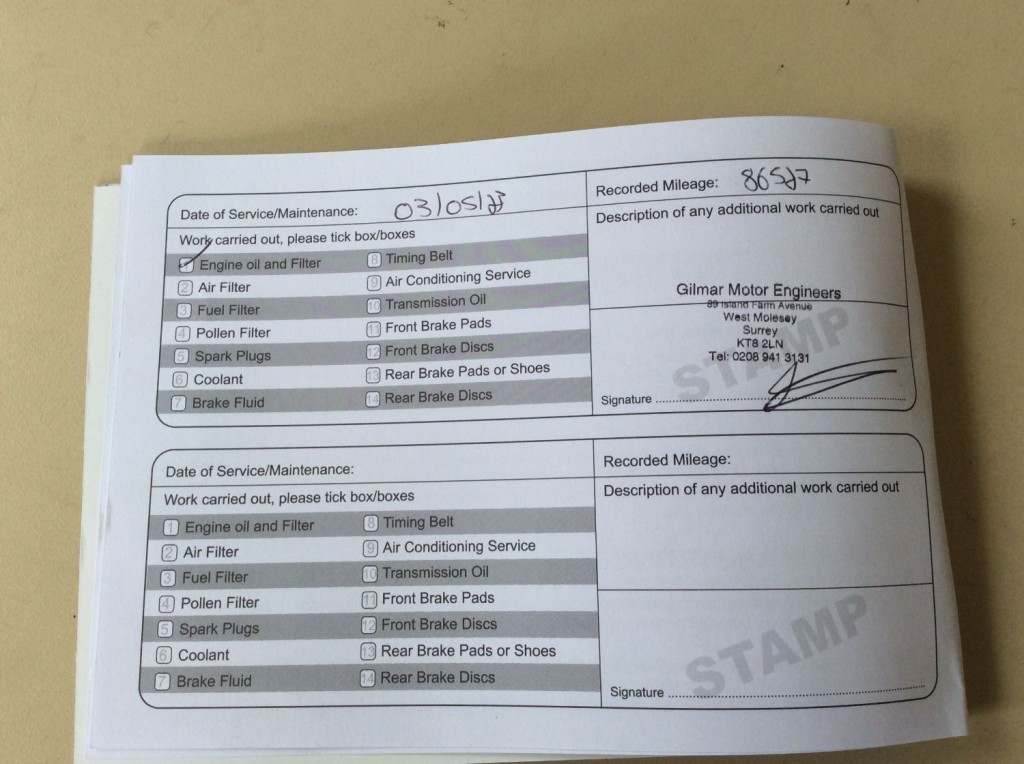 Date of Service/Maintenance: 03/05/23
Recorded Mileage: 86527
Work carried out, please tick box/boxes
Description of any additional work carried out
Engine oil and Filter
8 Timing Belt
2 Air Filter
9 Air Conditioning Service
3 Fuel Filter
10 Transmission Oil
4 Pollen Filter
11 Front Brake Pads
5 Spark Plugs
12 Front Brake Discs
6 Coolant
13 Rear Brake Pads or Shoes
7 Brake Fluid
14 Rear Brake Discs
Gilmar Motor Engineers
89 Island Farm Avenue
West Molesey
Surrey
KT8 2LN
Tel: 0208 941 3131
STAMP
Signature
Date of Service/Maintenance:
Recorded Mileage:
Work carried out, please tick box/boxes
Description of any additional work carried out
1 Engine oil and Filter
8 Timing Belt
2 Air Filter
9 Air Conditioning Service
3 Fuel Filter
10 Transmission Oil
4 Pollen Filter
11 Front Brake Pads
5 Spark Plugs
12 Front Brake Discs
6 Coolant
13 Rear Brake Pads or Shoes
7 Brake Fluid
14 Rear Brake Discs
STAMP
Signature